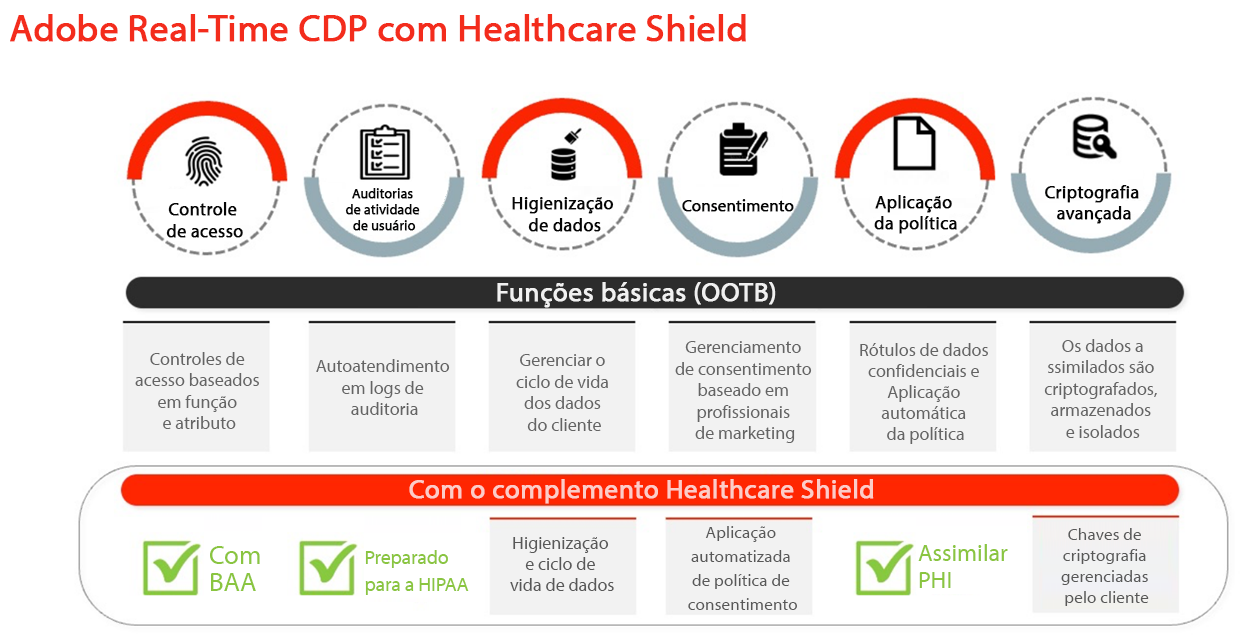 Adobe Real-Time CDP com Healthcare Shield
Controle
de acesso
Auditorias
de atividade
de usuário
Higienização
de dados
Consentimento
Aplicação
da política
Criptografia
avançada
Funções básicas (OOTB)
Controles de
acesso baseados
em função
e atributo
Autoatendimento
em logs de
auditoria
Gerenciar o
ciclo de vida
dos dados
do cliente
Gerenciamento
de consentimento
baseado em
profissionais
de marketing
Rótulos de dados
confidenciais e
Aplicação
automática
da política
Os dados a
ssimilados são
criptografados,
armazenados
e isolados
Com o complemento Healthcare Shield
Com
BAA
Preparado
para a HIPAA
Higienização
e ciclo de
vida de dados
Aplicação
automatizada
de política de
consentimento
Assimilar
PHI
Chaves de
criptografia
gerenciadas
pelo cliente